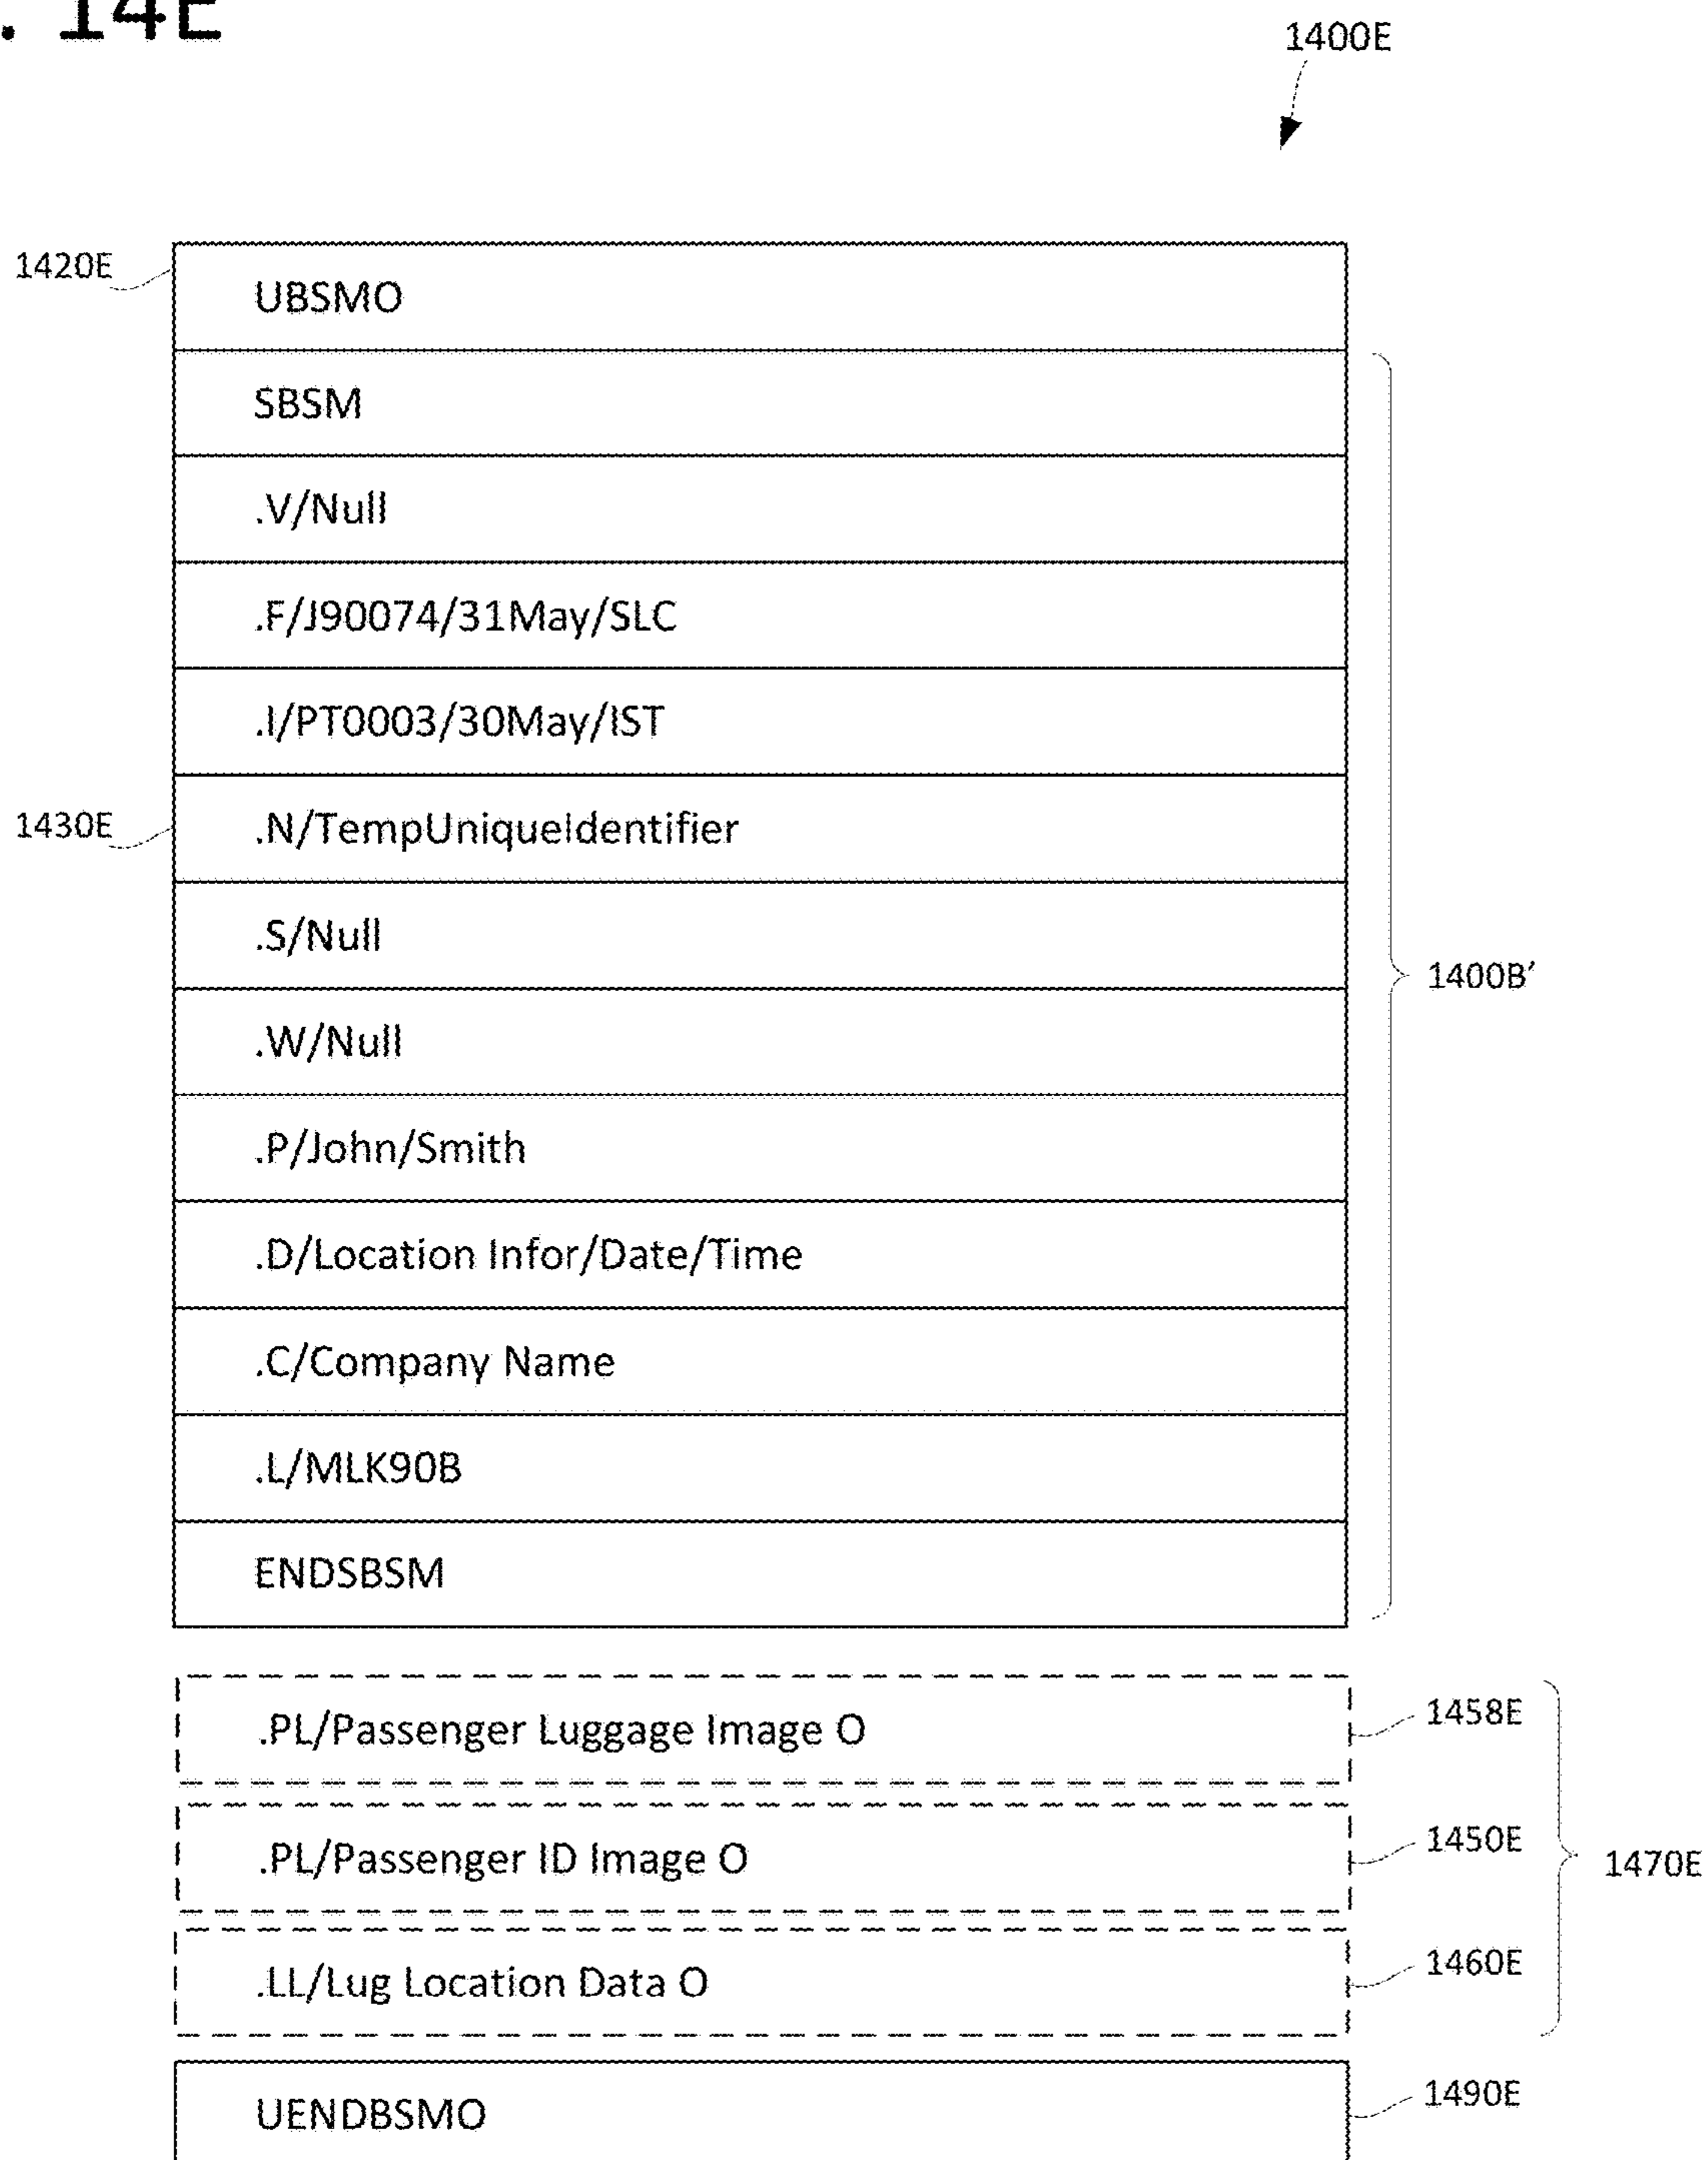 . 14E
1400E
1420E
UBSMO
SBSM
.V/Null
.F/J90074/31May/SLC
.I/PT0003/30May/IST
1430E
.N/TempUniqueIdentifier
.S/Null
1400B’
.W/Null
.P/John/Smith
.D/Location Infor/Date/Time
.C/Company Name
.L/MLK90B
ENDSBSM
.PL/Passenger Luggage Image O
1458E
.PL/Passenger ID Image O
1450E
1470E
.LL/Lug Location Data O
1460E
UENDBSMO
1490E